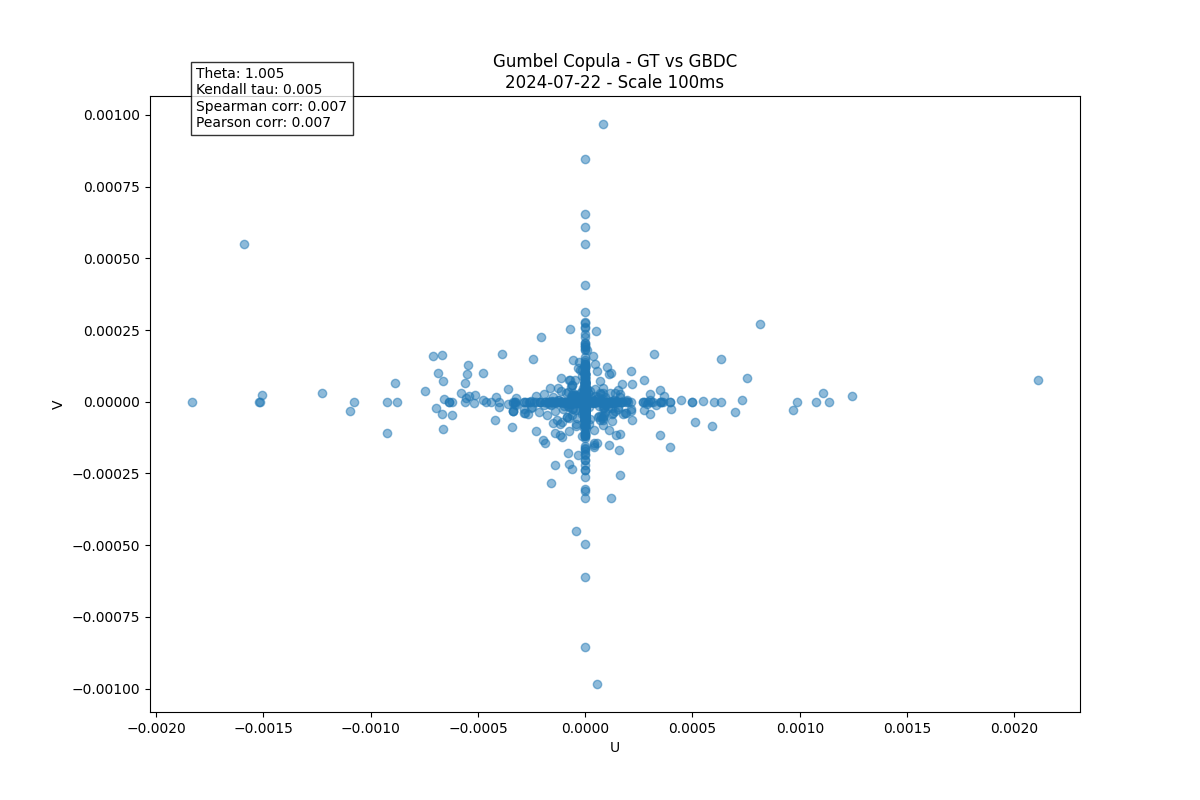 Gumbel Copula - GT vs GBDC
2024-07-22 - Scale 100ms
Theta: 1.005
Kendall tau: 0.005
Spearman corr: 0.007
Pearson corr: 0.007
0.00100
0.00075
0.00050
0.00025
0.00000
−0.00025
−0.00050
−0.00075
−0.00100
V
−0.0020
−0.0015
−0.0010
−0.0005
0.0000
0.0005
0.0010
0.0015
0.0020
U